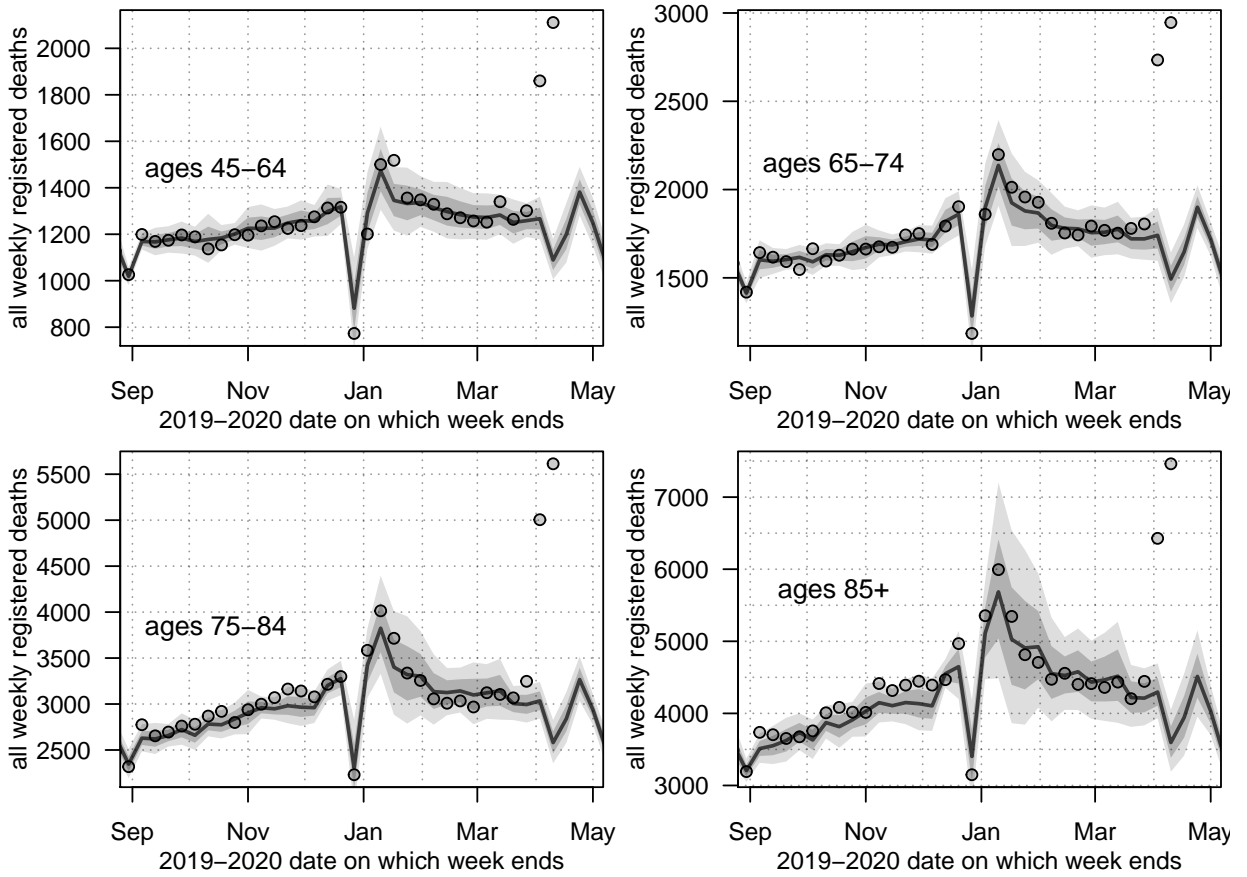 all weekly registered deaths
2000
1800
1600
1400
1200
1000
800
ages 45–64
Sep Nov Jan Mar May
2019–2020 date on which week ends
all weekly registered deaths
3000
2500
2000
1500
ages 65–74
Sep Nov Jan Mar May
2019–2020 date on which week ends
all weekly registered deaths
5500
5000
4500
4000
3500
3000
2500
ages 75–84
Sep Nov Jan Mar May
2019–2020 date on which week ends
all weekly registered deaths
7000
6000
5000
4000
3000
ages 85+
Sep Nov Jan Mar May
2019–2020 date on which week ends